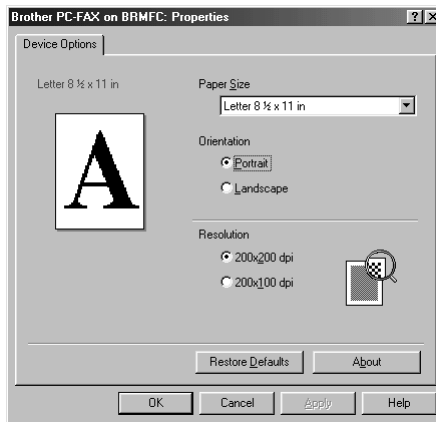 Brother PC-FAX on BRMFC: Properties
Device Options
Letter 8 ½ x 11 in
A
Paper Size
Letter 8 ½ x 11 in
Orientation
Portrait
Landscape
Resolution
200x200 dpi
200x100 dpi
Restore Defaults About
OK Cancel Apply Help